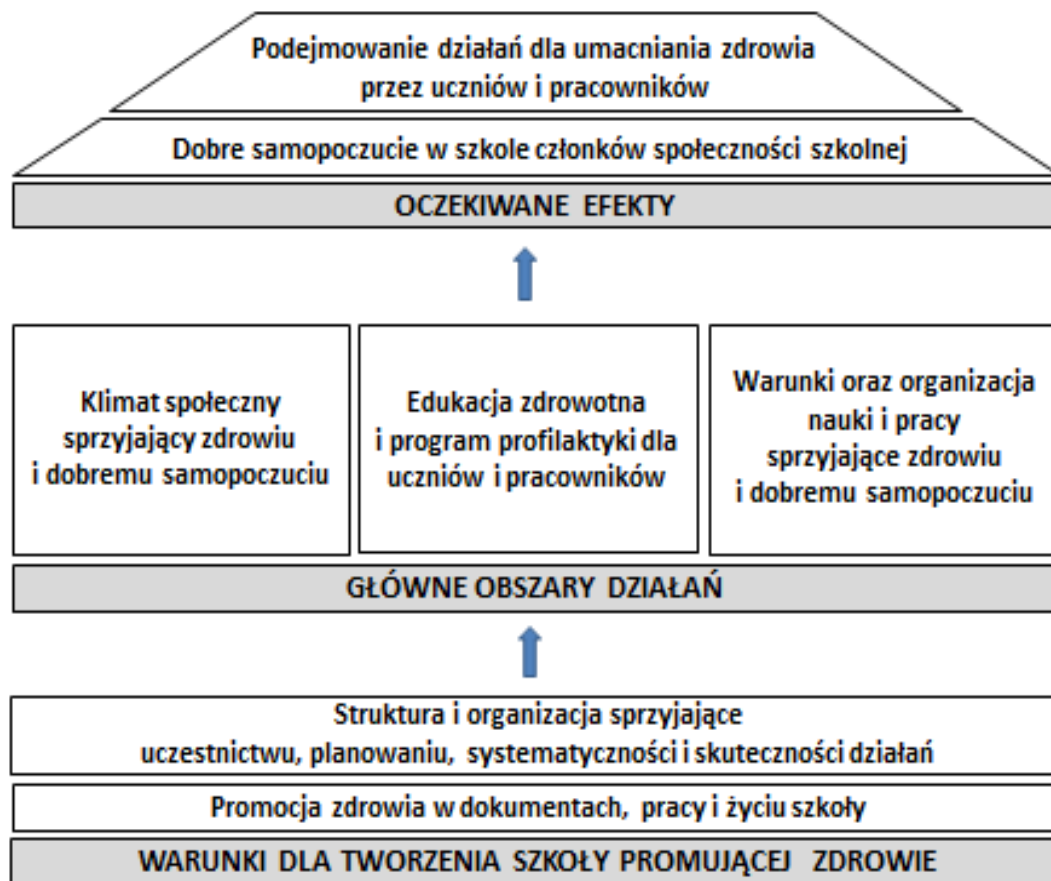 Podejmowanie działań dla umacniania zdrowia
przez uczniów i pracowników
Dobre samopoczucie w szkole członków społeczności szkolnej
OCZEKIWANE EFEKTY
Klimat społeczny
sprzyjający zdrowiu
i dobremu samopoczuciu
Edukacja zdrowotna
i program profilaktyki dla
uczniów i pracowników
Warunki oraz organizacja
nauki i pracy
sprzyjające zdrowiu
i dobremu samopoczuciu
GŁÓWNE OBSZARY DZIAŁAŃ
Struktura i organizacja sprzyjające
uczestnictwu, planowaniu, systematyczności i skuteczności działań
Promocja zdrowia w dokumentach, pracy i życiu szkoły
WARUNKI DLA TWORZENIA SZKOŁY PROMUJĄCEJ ZDROWIE